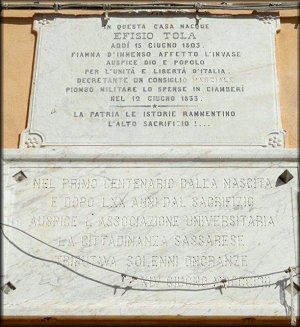 IN QUESTA CASA NACQUE
EFISIO TOLA
ADDÌ 15 GIUGNO 1803.
FIAMMA D'IMMENSO AFFETTO L'INVASE
AUSPICE DIO E POPOLO
PER L'UNITÀ E LIBERTÀ D'ITALIA.
DECRETANTE UN CONSIGLIO MARZIALE
PIOMBO MILITARE LO SPENSE IN CIAMBERÌ
NEL 12 GIUGNO 1833.
LA PATRIA LE ISTORIE RAMMENTINO
L'ALTO SACRIFIZIO !...
NEL PRIMO CENTENARIO DALLA NASCITA
E DOPO LXX ANNI DAL SACRIFIZIO
AUSPICE L'ASSOCIAZIONE UNIVERSITARIA
LA CITTADINANZA SASSARESE
TRIBUTAVA SOLENNI ONORANZE
GIUGNO